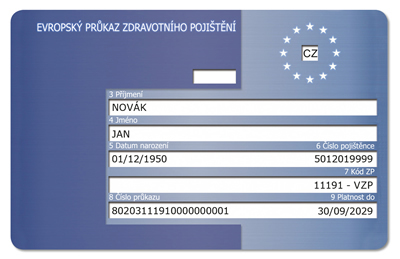 EVROPSKÝ PRŮKAZ ZDRAVOTNÍHO POJIŠTĚNÍ
CZ
3 Příjmení
NOVÁK
4 Jméno
JAN
5 Datum narození 6 Číslo pojištěnce
01/12/1950 5012019999
7 Kód ZP
11191 - VZP
8 Číslo průkazu 9 Platnost do
80203111910000000001 30/09/2029